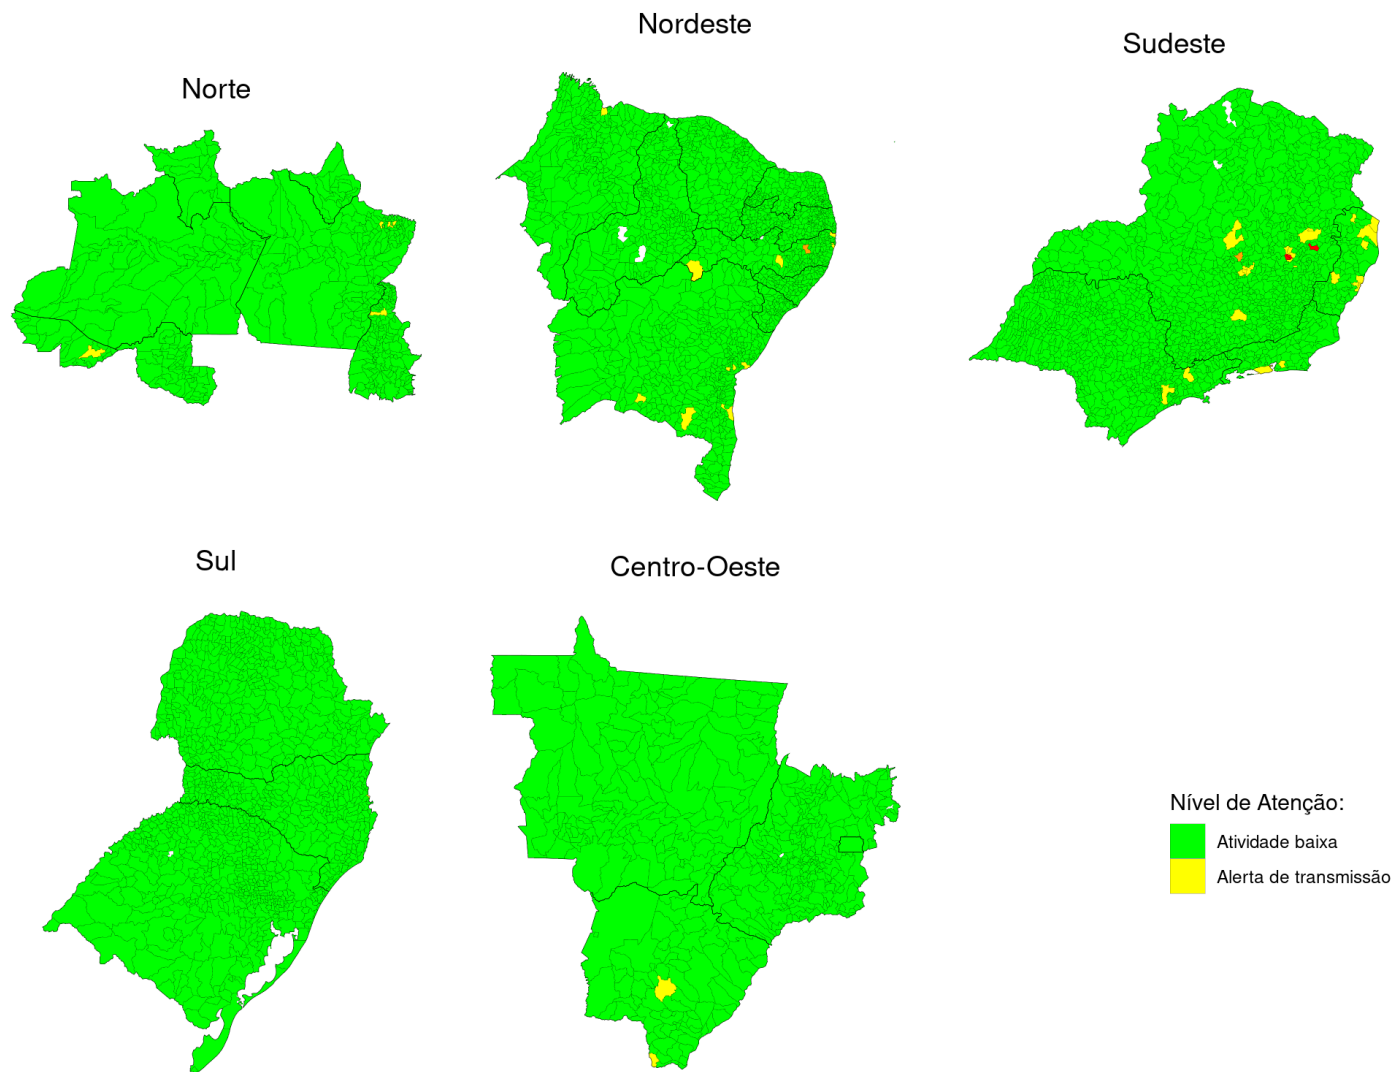 Nordeste
Sudeste
Norte
Sul
Centro-Oeste
Nível de Atenção:
Atividade baixa
Alerta de transmissão